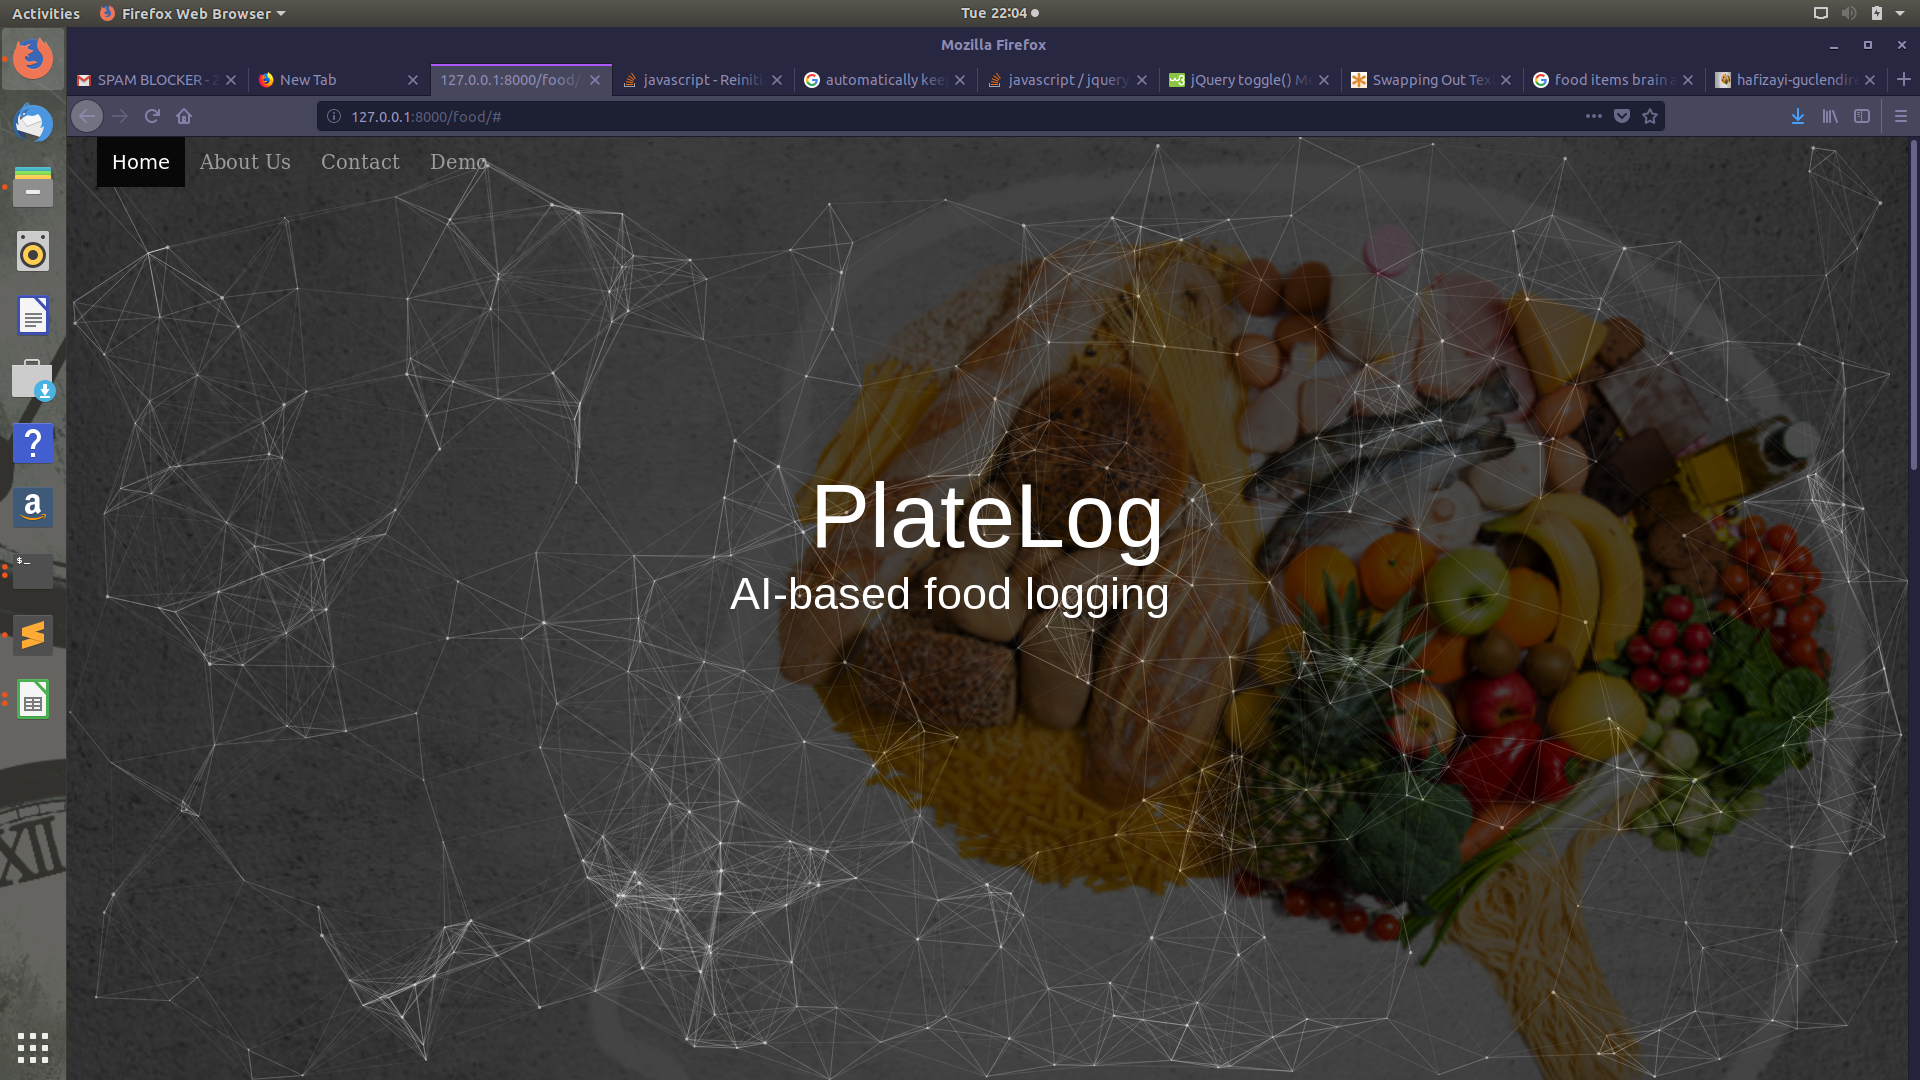 Activities Firefox Web Browser Tue 22:04
Mozilla Firefox
SPAM BLOCKER - 2 New Tab 127.0.0.1:8000/food/ javascript - Reiniti automatically kee javascript / jquery jQuery toggle() M Swapping Out Tex food items brain a hafizayi-guclendire
127.0.0.1:8000/food/#
Home About Us Contact Demo
PlateLog
AI-based food logging
?
a
$_
XII